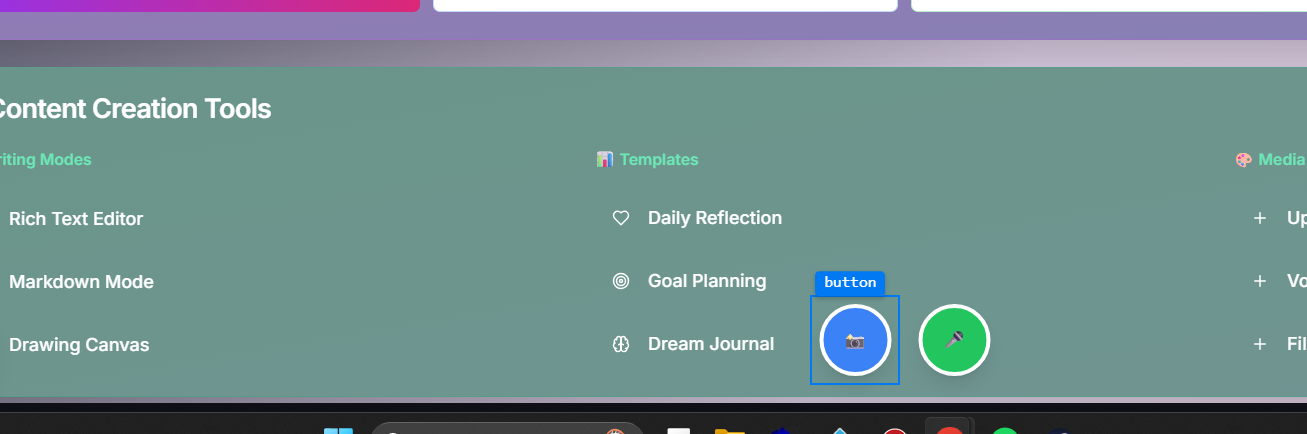 Content Creation Tools
riting Modes
Templates
Media
Rich Text Editor
Daily Reflection
Up
Markdown Mode
Goal Planning
Vo
button
Drawing Canvas
Dream Journal
Fil